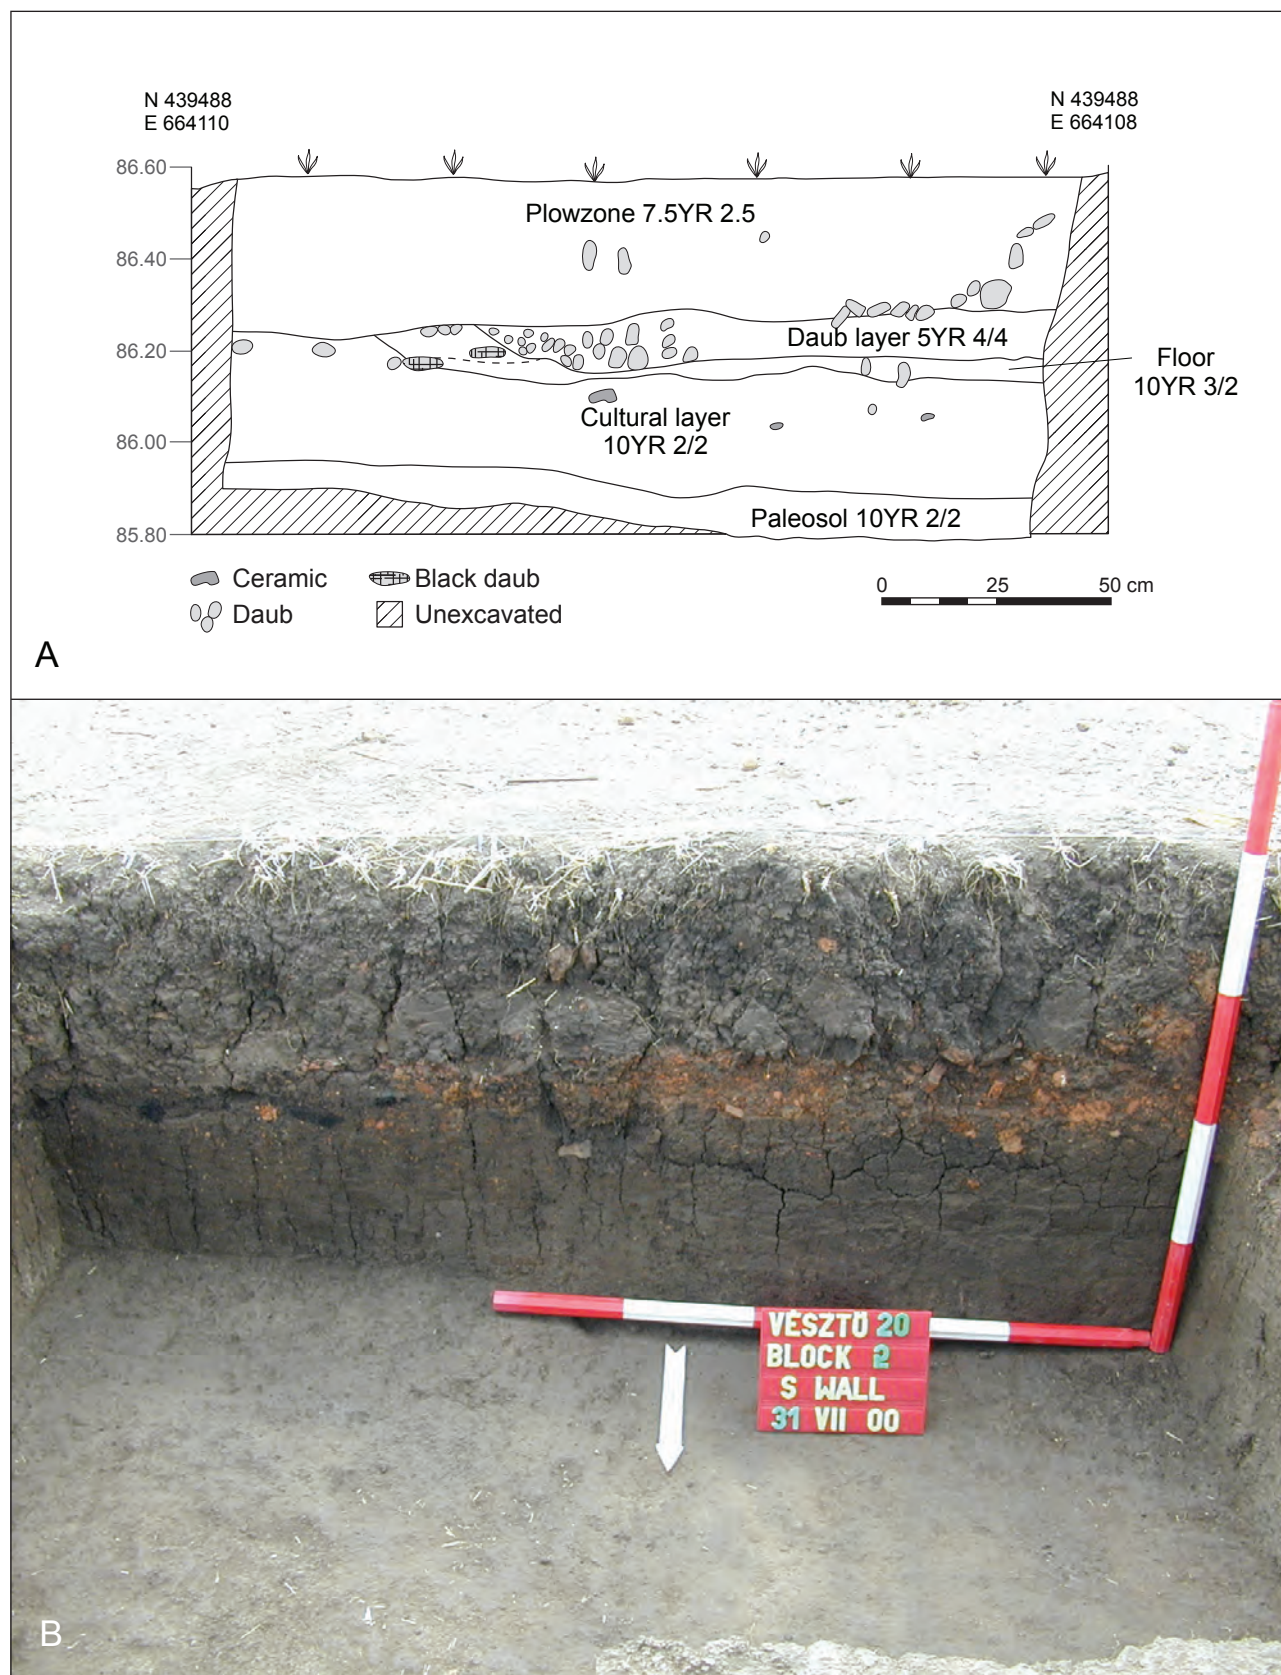 N 439488
E 664110
N 439488
E 664108
86.60
86.40
86.20
86.00
85.80
Plowzone 7.5YR 2.5
Daub layer 5YR 4/4
Floor
10YR 3/2
Cultural layer
10YR 2/2
Paleosol 10YR 2/2
Ceramic
Black daub
Daub
Unexcavated
0 25 50 cm
A
VÉSZTŐ 20
BLOCK 2
S WALL
31 VII 00
B